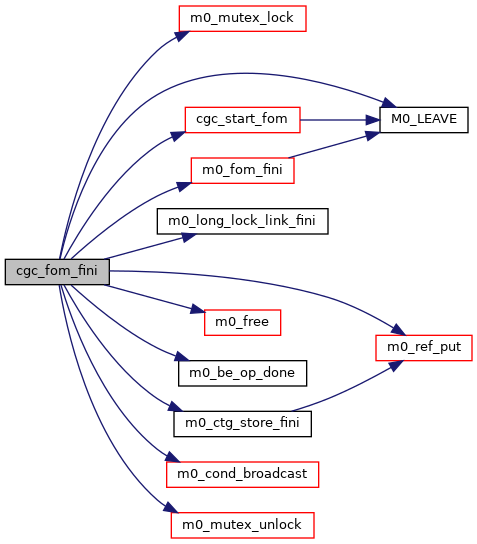 m0_mutex_lock
M0_LEAVE
cgc_start_fom
m0_fom_fini
m0_long_lock_link_fini
cgc_fom_fini
m0_free
m0_ref_put
m0_be_op_done
m0_ctg_store_fini
m0_cond_broadcast
m0_mutex_unlock